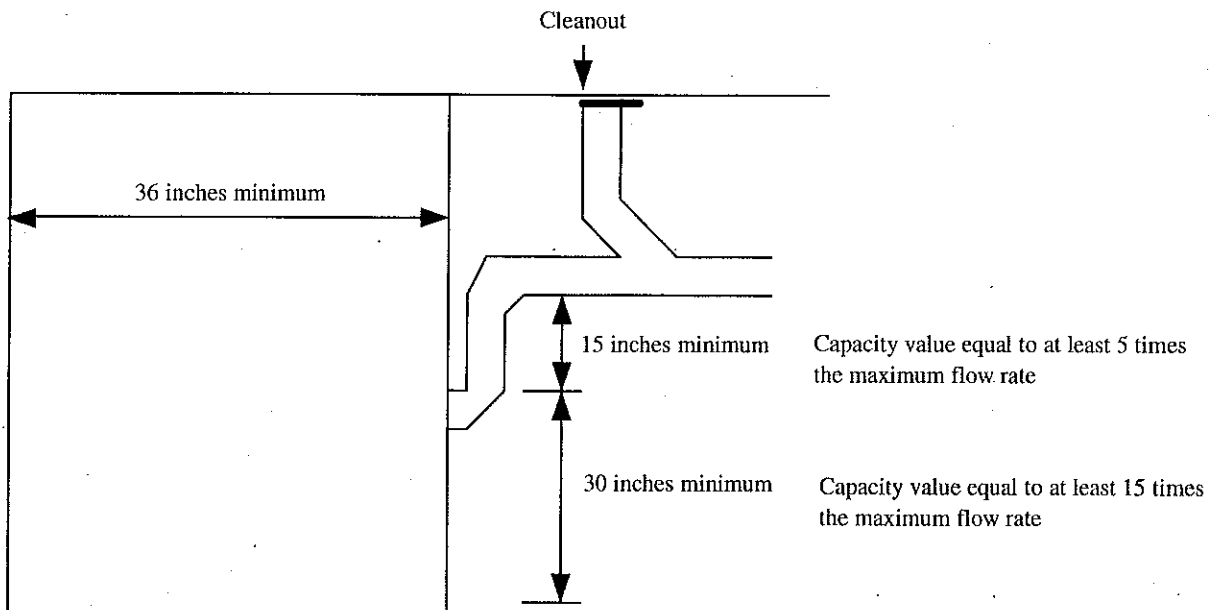 Cleanout
36 inches minimum
15 inches minimum
Capacity value equal to at least 5 times
the maximum flow rate
30 inches minimum
Capacity value equal to at least 15 times
the maximum flow rate